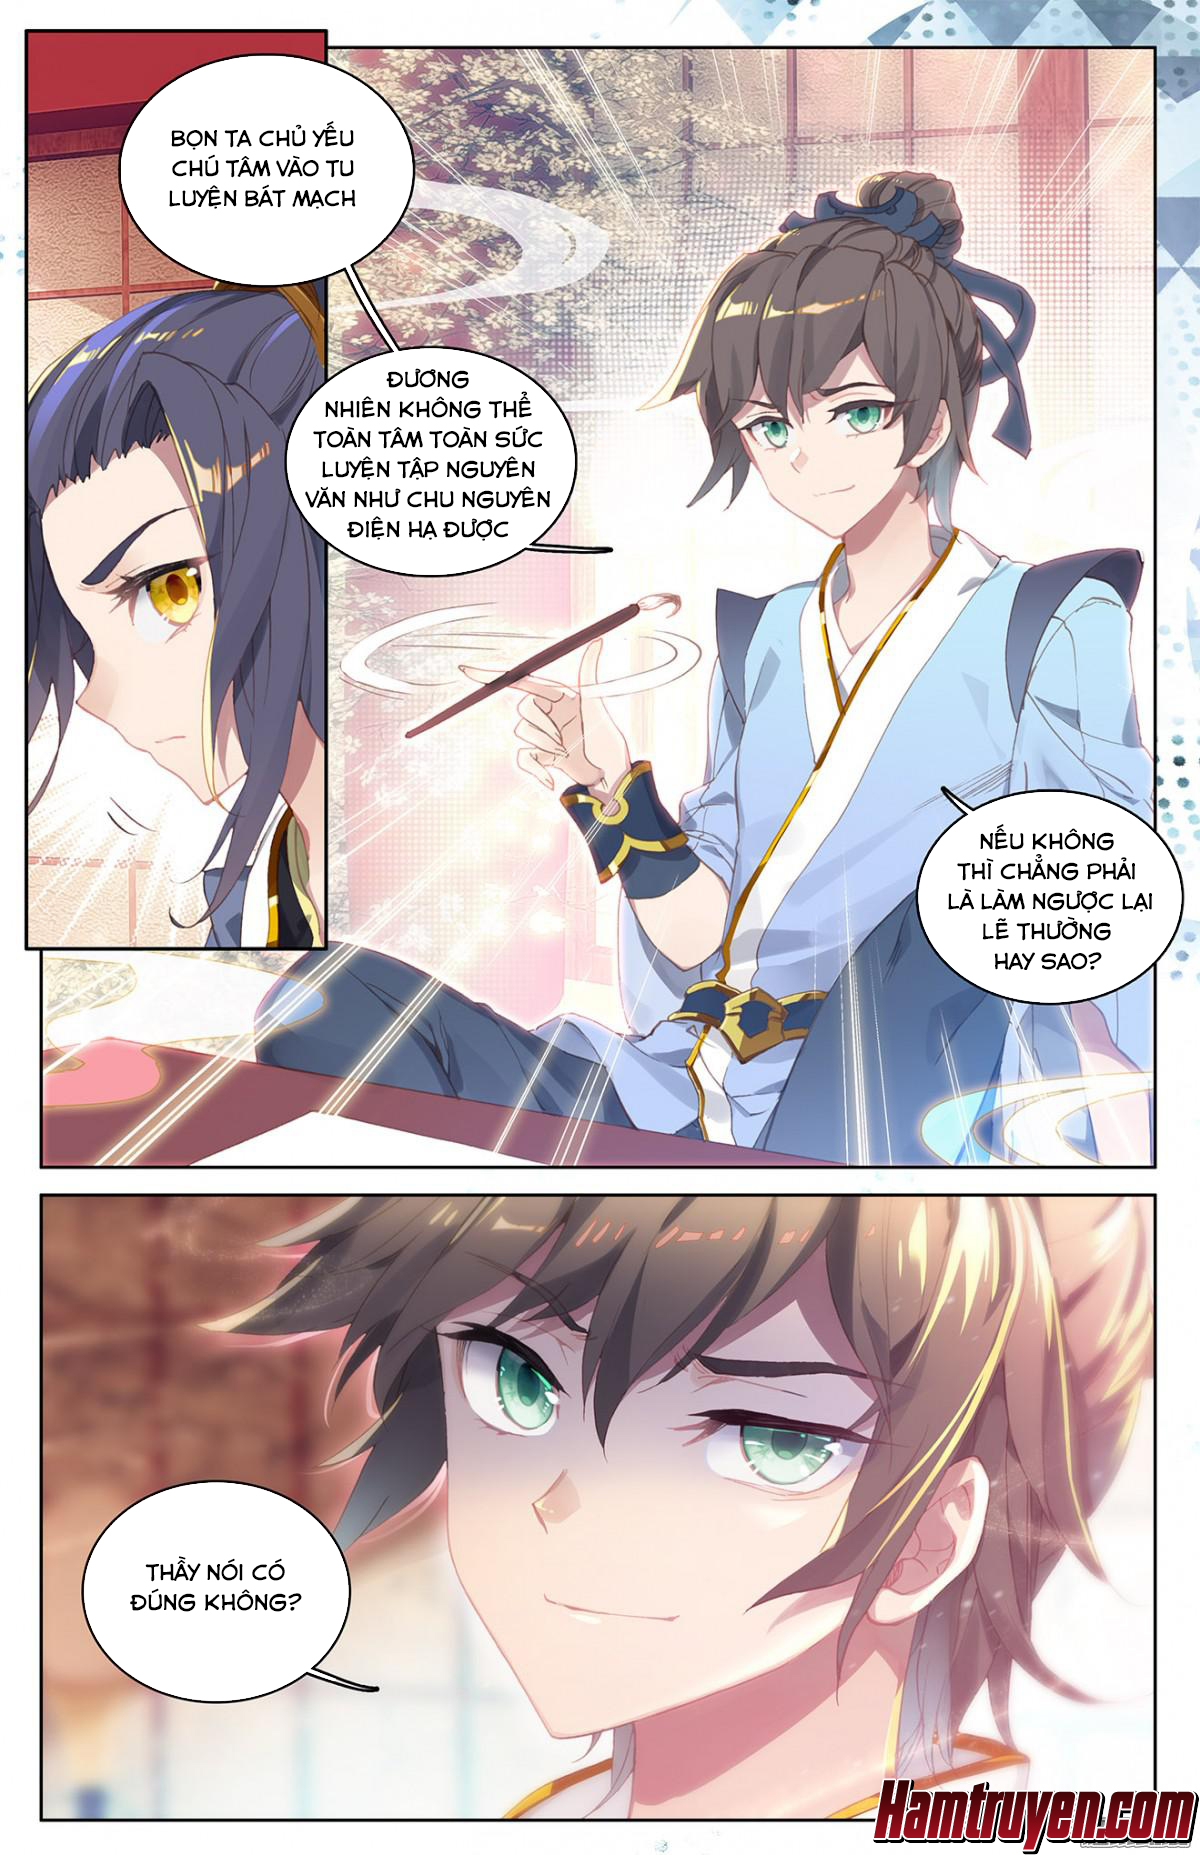 BỌN TA CHỦ YẾU
CHÚ TÂM VÀO TU
LUYỆN BÁT MẠCH
ĐƯƠNG
NHIÊN KHÔNG THỂ
TOÀN TÂM TOÀN SỨC
LUYỆN TẬP NGUYÊN
VĂN NHƯ CHU NGUYÊN
ĐIỆN HẠ ĐƯỢC
NẾU KHÔNG
THÌ CHẲNG PHẢI
LÀ LÀM NGƯỢC LẠI
LẼ THƯỜNG
HAY SAO?
THẦY NÓI CÓ
ĐÚNG KHÔNG?
Hamtruyen.com